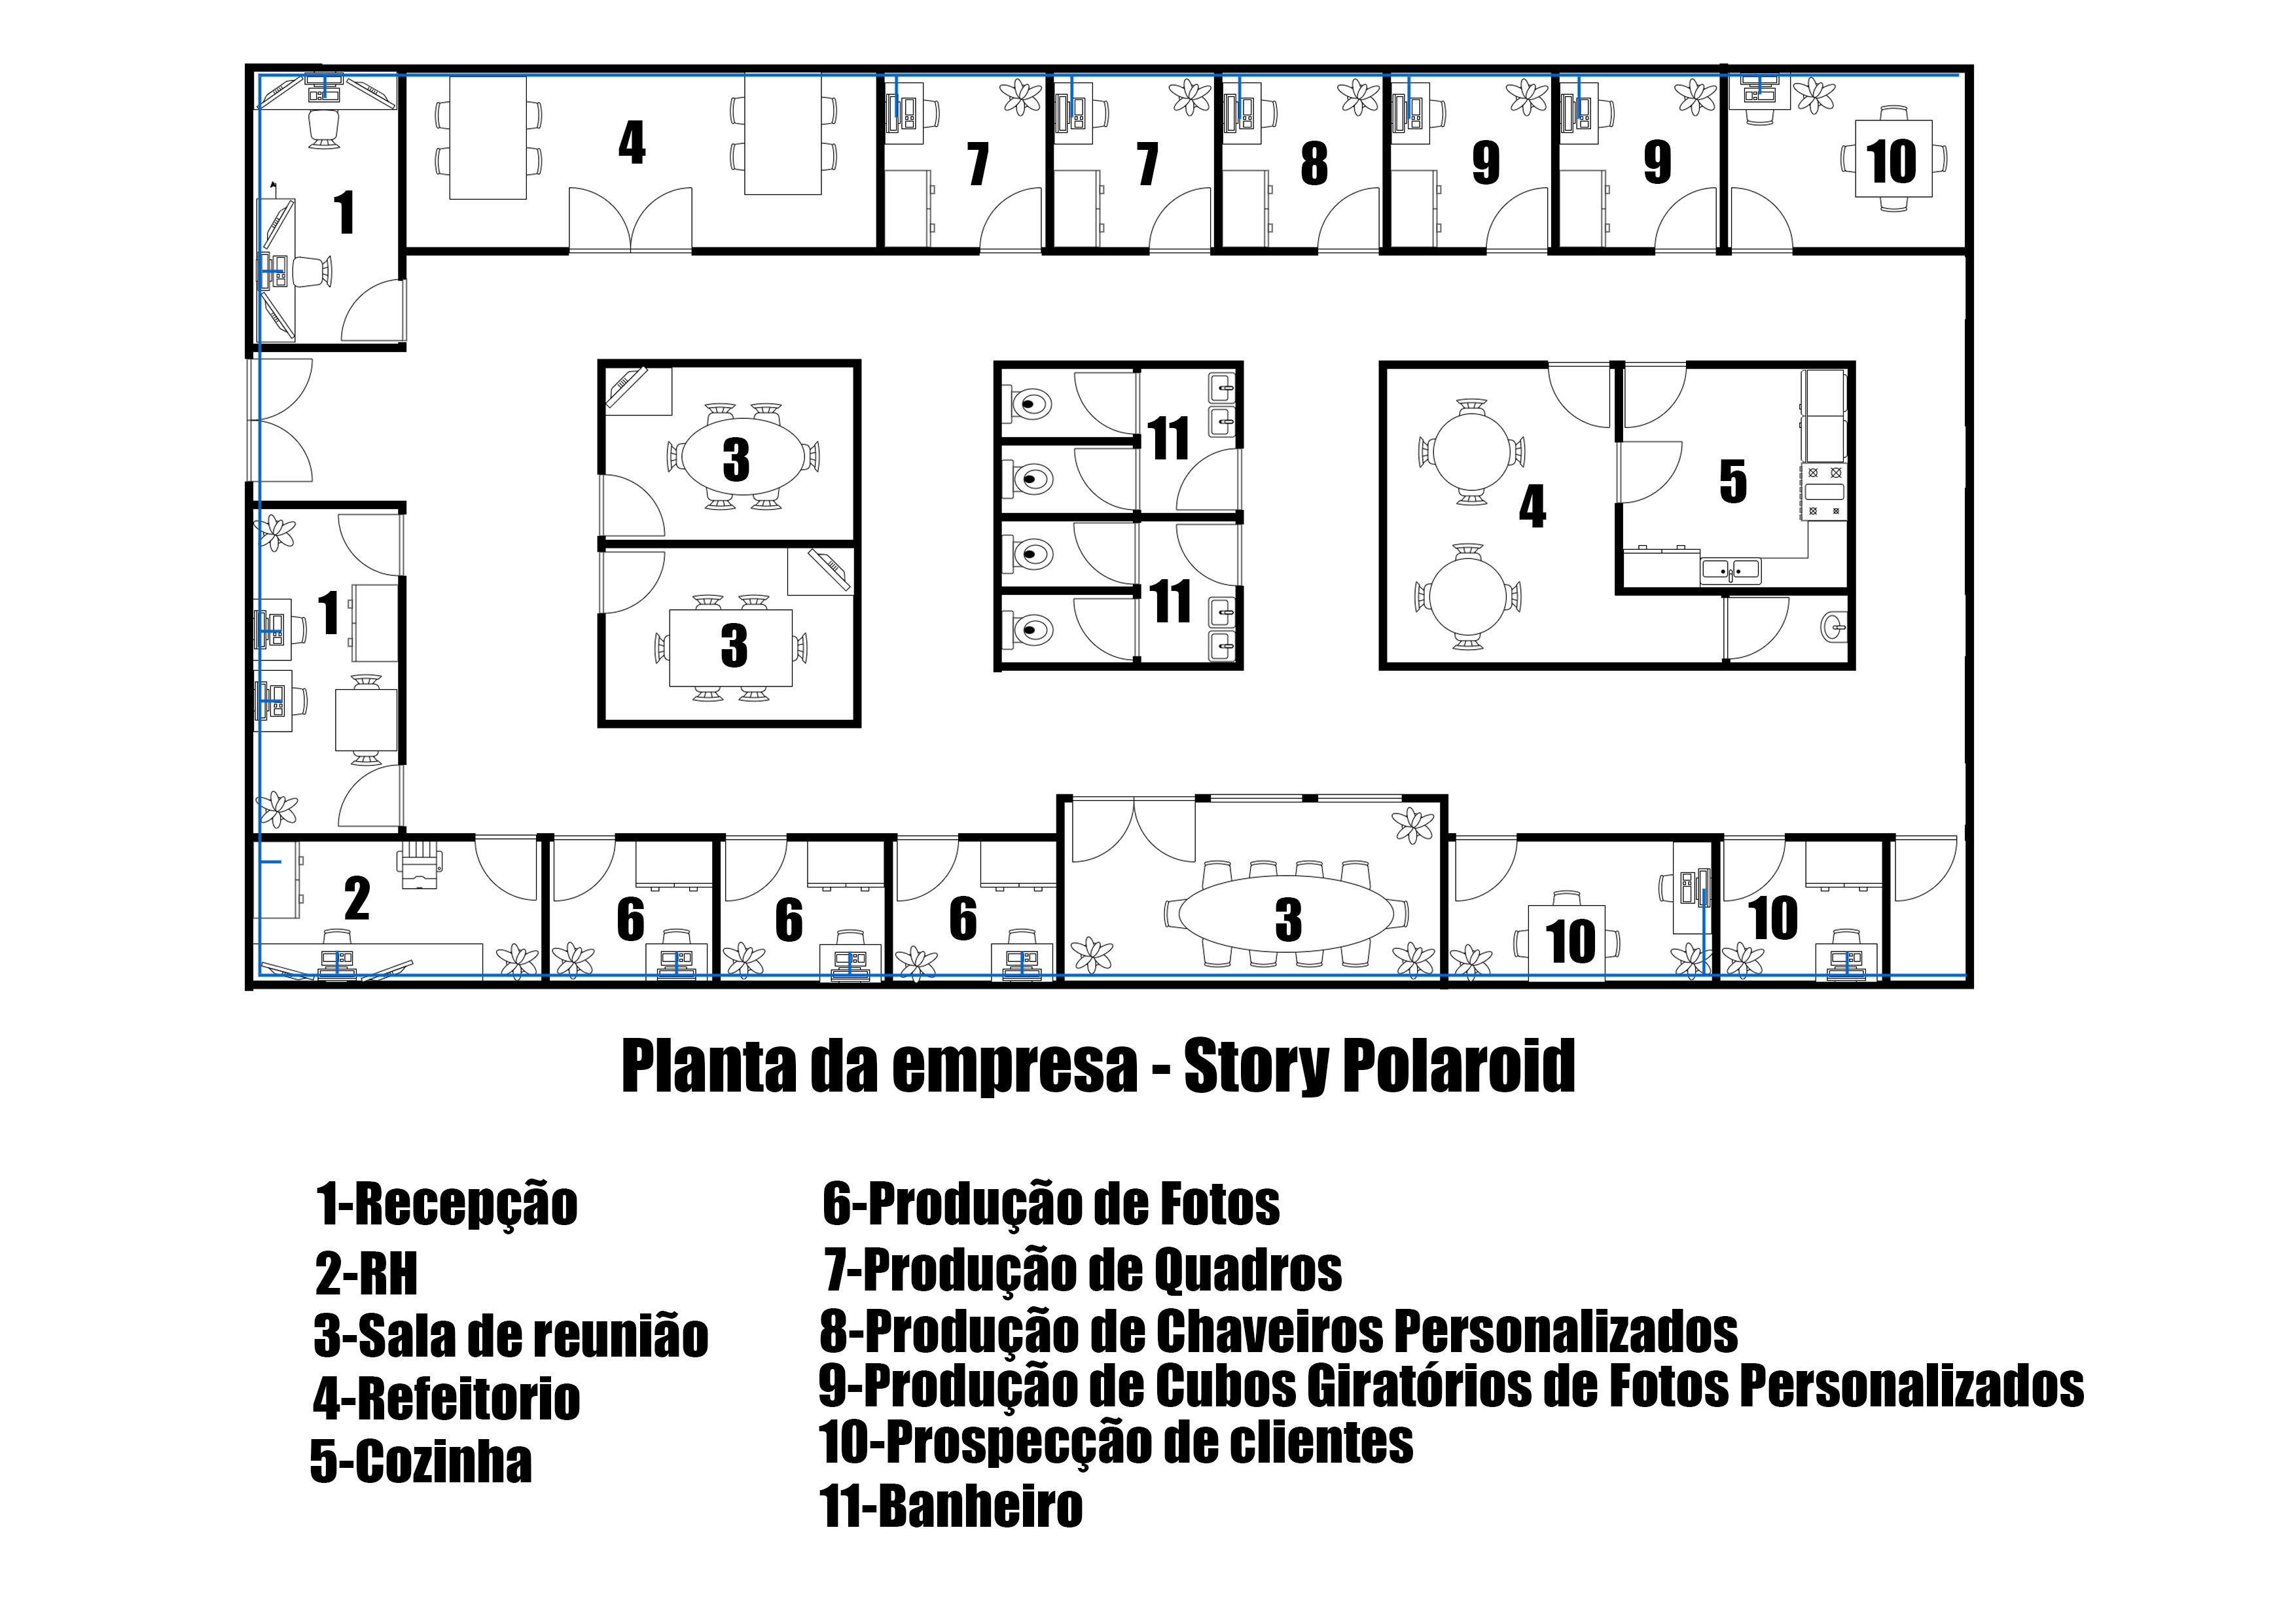 4
7
7
8
9
9
10
1
3
11
5
4
1
11
3
2
6
6
6
3
10
10
Planta da empresa - Story Polaroid
1-Recepção
2-RH
3-Sala de reunião
4-Refeitorio
5-Cozinha
6-Produção de Fotos
7-Produção de Quadros
8-Produção de Chaveiros Personalizados
9-Produção de Cubos Giratórios de Fotos Personalizados
10-Prospecção de clientes
11-Banheiro